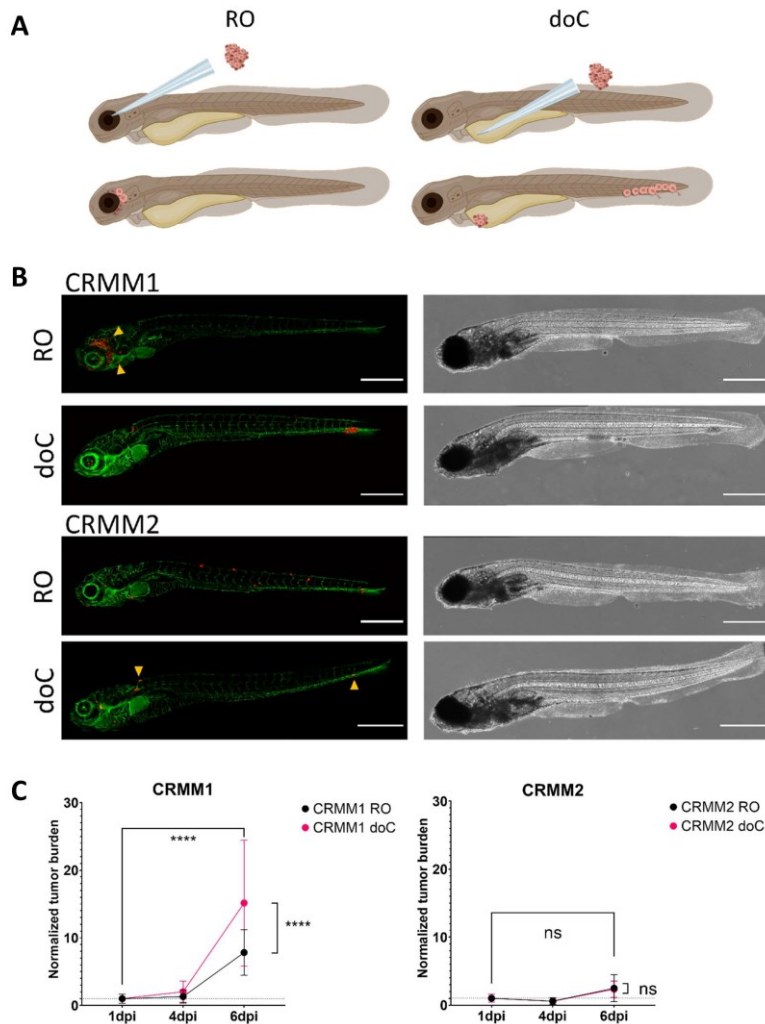 A
RO
doC
B
CRMM1
RO
doC
CRMM2
RO
doC
C
CRMM1
CRMM1 RO
CRMM1 doC
Normalized tumor burden
30
20
10
0
****
****
1dpi 4dpi 6dpi
CRMM2
CRMM2 RO
CRMM2 doC
Normalized tumor burden
30
20
10
0
ns
ns
1dpi 4dpi 6dpi